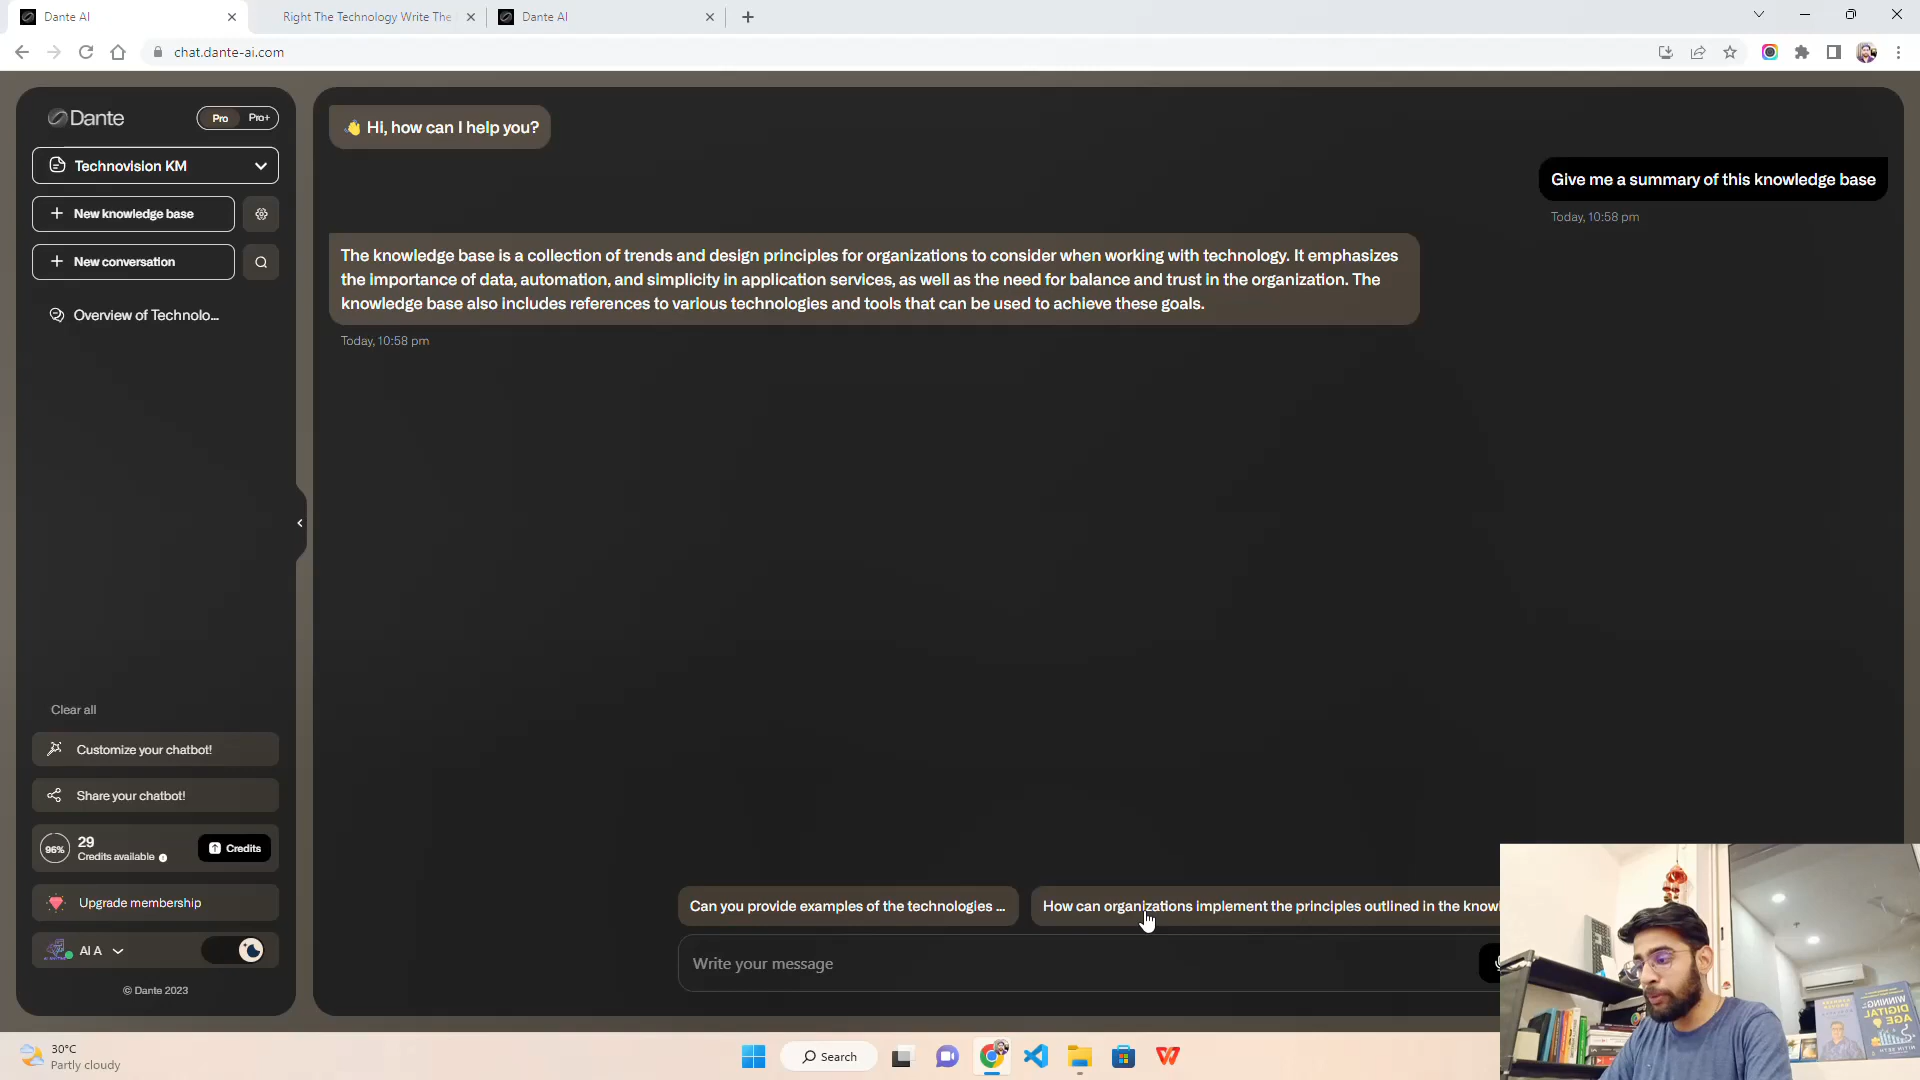 Dante AI
Right The Technology Write The
Dante AI
chat.dante-ai.com
Dante
Pro
Pro+
Technovision KM
New knowledge base
New conversation
Overview of Technolo...
Clear all
Customize your chatbot!
Share your chatbot!
96%
29
Credits available
Credits
Upgrade membership
AI A
© Dante 2023
👋 Hi, how can I help you?
Give me a summary of this knowledge base
Today, 10:58 pm
The knowledge base is a collection of trends and design principles for organizations to consider when working with technology. It emphasizes
the importance of data, automation, and simplicity in application services, as well as the need for balance and trust in the organization. The
knowledge base also includes references to various technologies and tools that can be used to achieve these goals.
Today, 10:58 pm
Can you provide examples of the technologies ...
How can organizations implement the principles outlined in the knowl
Write your message
WINNING
DIGITAL
AGE
30°C
Partly cloudy
Search